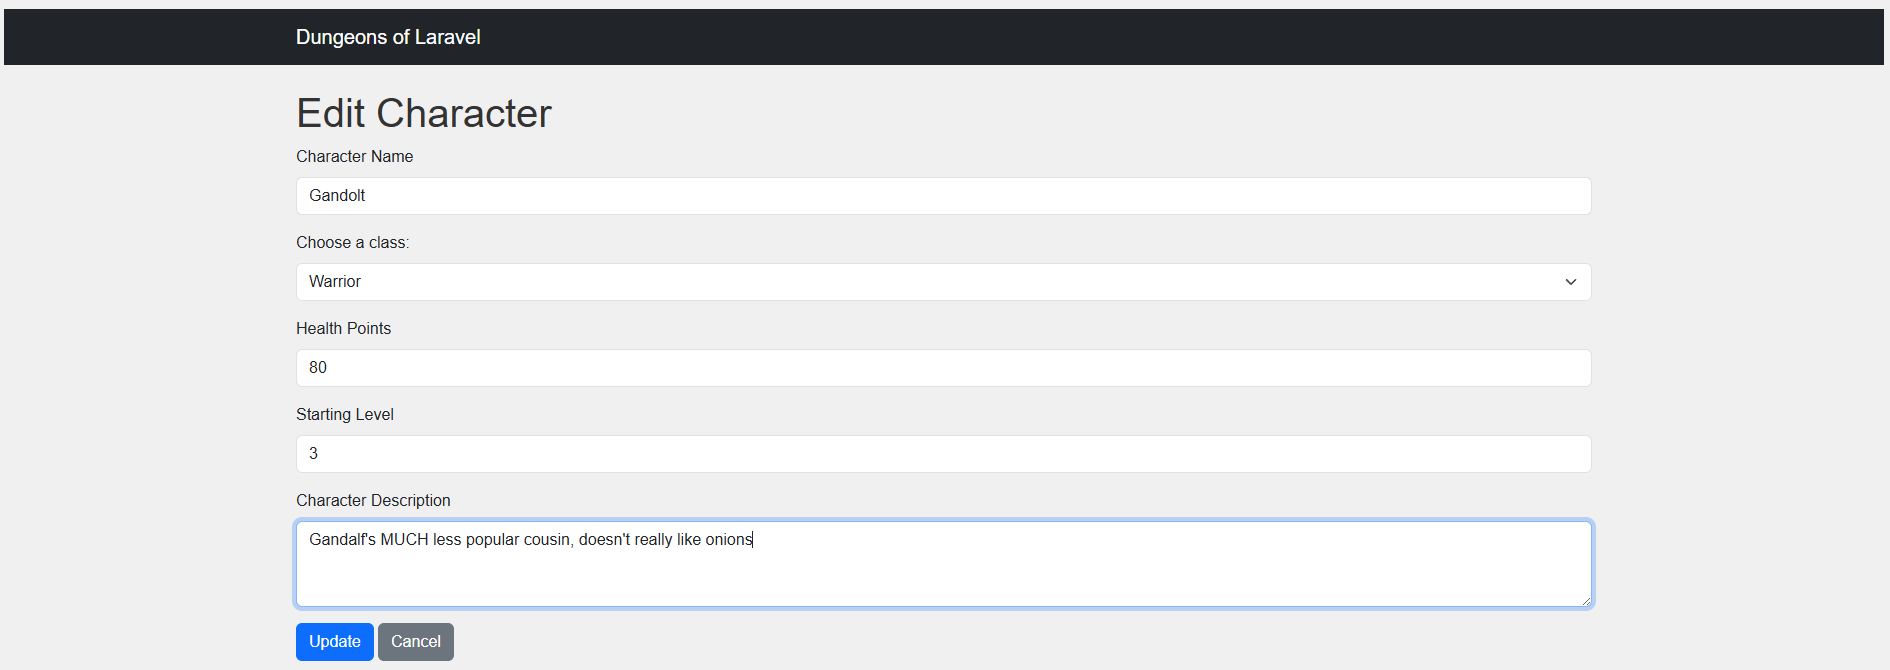 Dungeons of Laravel
Edit Character
Character Name
Gandolt
Choose a class:
Warrior
Health Points
80
Starting Level
3
Character Description
Gandalf's MUCH less popular cousin, doesn't really like onions
Update Cancel